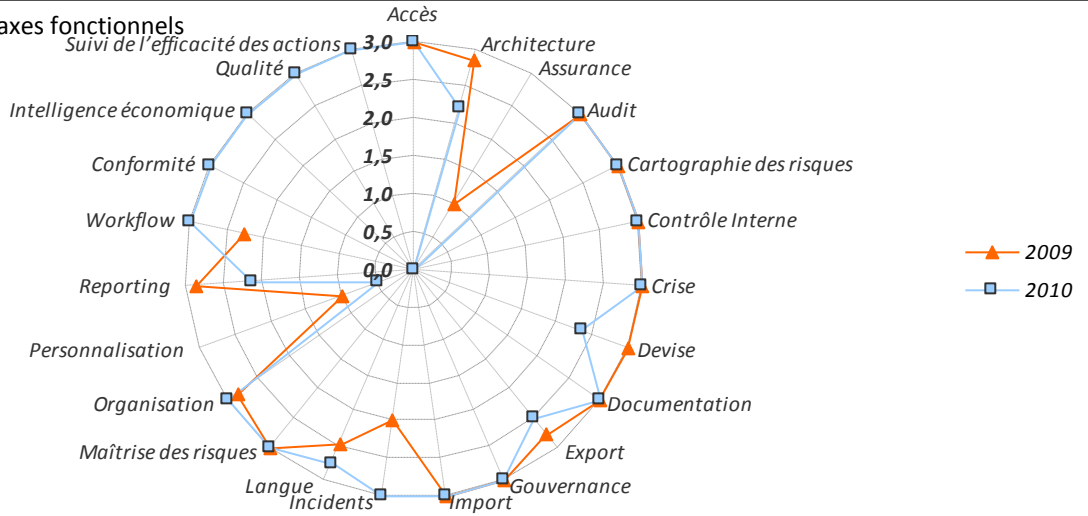 axes fonctionnels
Accès
Architecture
Assurance
Audit
Cartographie des risques
Contrôle Interne
Crise
Devise
Documentation
Export
Gouvernance
Import
Incidents
Langue
Maîtrise des risques
Organisation
Personnalisation
Reporting
Workflow
Conformité
Intelligence économique
Qualité
Suivi de l'efficacité des actions
3,0
2,5
2,0
1,5
1,0
0,5
0,0
2009
2010